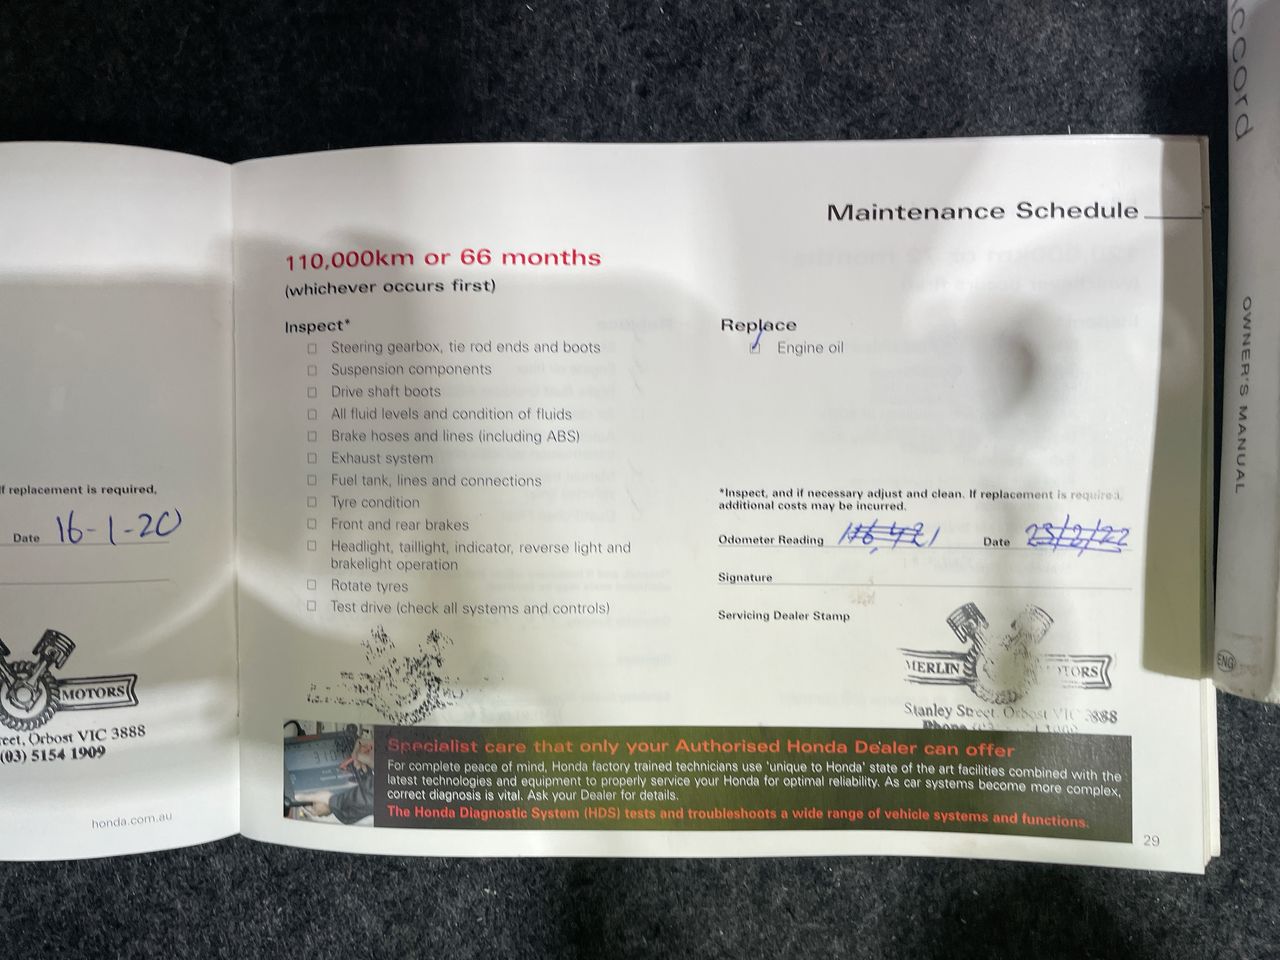 If replacement is required,
Date 16-1-20
MOTORS
reet, Orbost VIC 3888
(03) 5154 1909
honda.com.au
Maintenance Schedule
110,000km or 66 months
(whichever occurs first)
Inspect*
Steering gearbox, tie rod ends and boots
Suspension components
Drive shaft boots
All fluid levels and condition of fluids
Brake hoses and lines (including ABS)
Exhaust system
Fuel tank, lines and connections
Tyre condition
Front and rear brakes
Headlight, taillight, indicator, reverse light and
brakelight operation
Rotate tyres
Test drive (check all systems and controls)
Replace
Engine oil
*Inspect, and if necessary adjust and clean. If replacement is required,
additional costs may be incurred.
Odometer Reading Date 23/2/22
Signature
Servicing Dealer Stamp
MERLIN MOTORS
Stanley Street, Orbost VIC 3888
Phone
Specialist care that only your Authorised Honda Dealer can offer
For complete peace of mind, Honda factory trained technicians use 'unique to Honda' state of the art facilities combined with the
latest technologies and equipment to properly service your Honda for optimal reliability. As car systems become more complex,
correct diagnosis is vital. Ask your Dealer for details.
The Honda Diagnostic System (HDS) tests and troubleshoots a wide range of vehicle systems and functions.
29
Accord
OWNER'S MANUAL
ENG